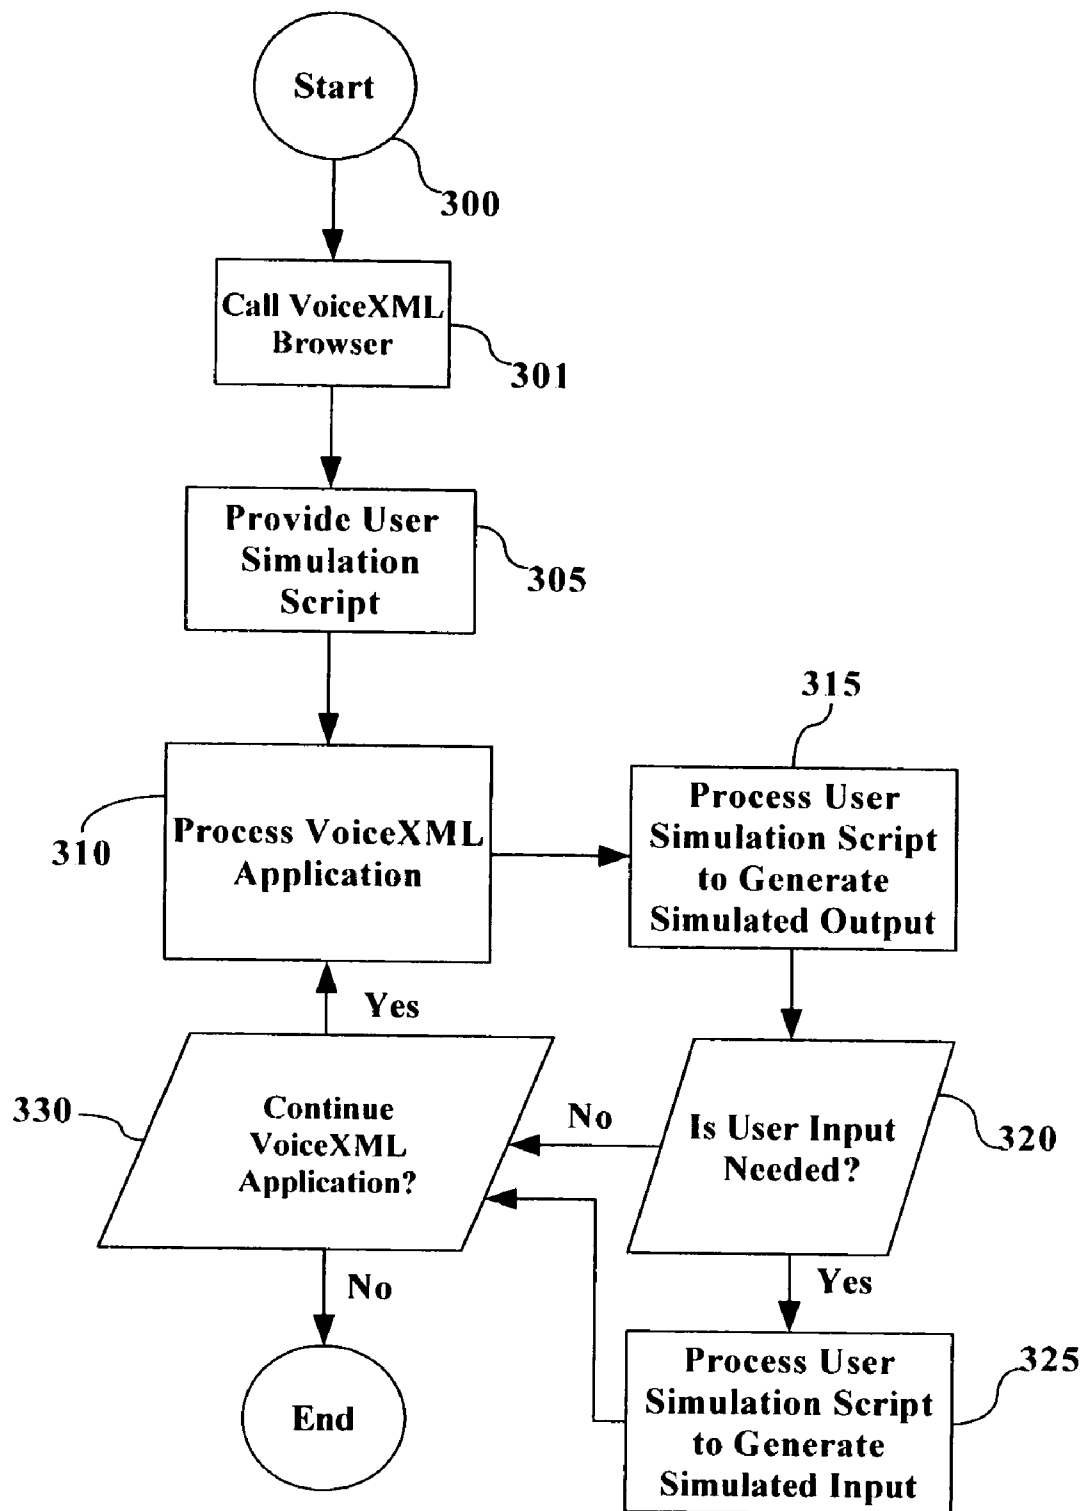 Start
300
Call VoiceXML
Browser
301
Provide User
Simulation
Script
305
315
Process VoiceXML
Application
310
Process User
Simulation Script
to Generate
Simulated Output
Yes
330
Continue
VoiceXML
Application?
No
Is User Input
Needed?
320
No
Yes
End
Process User
Simulation Script
to Generate
Simulated Input
325